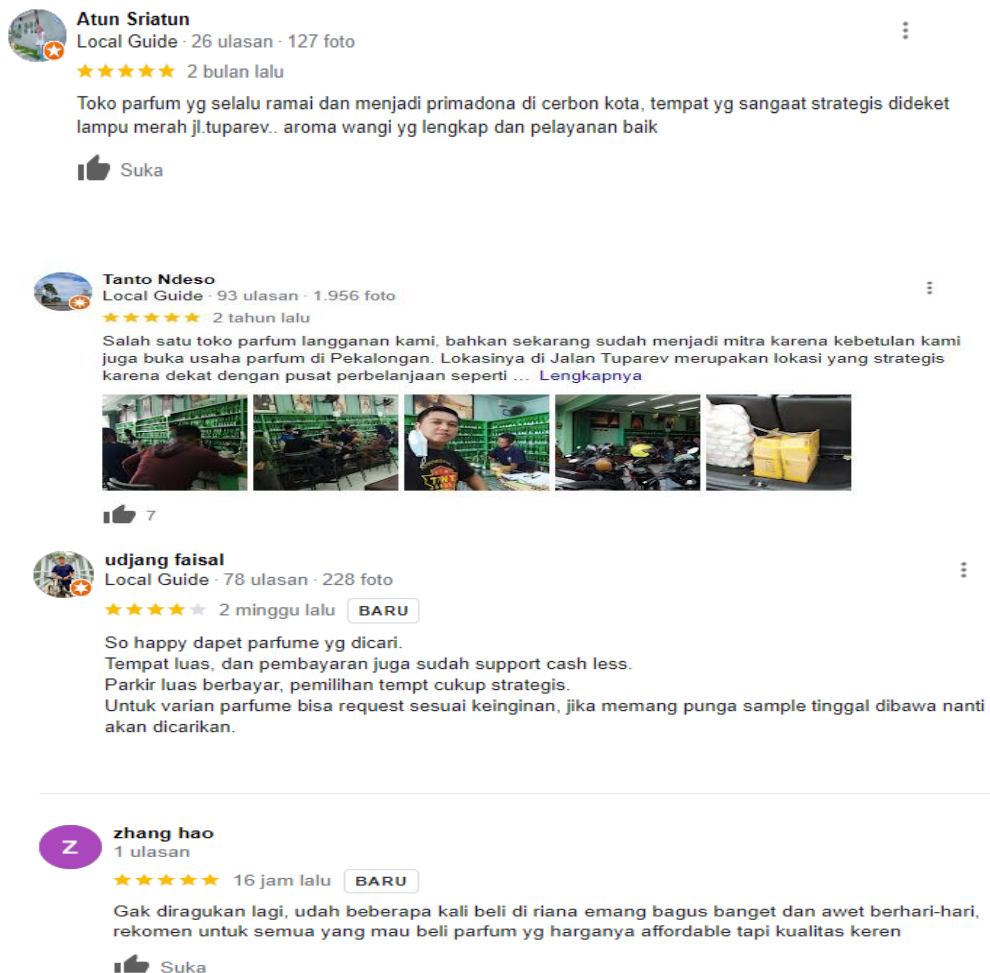 Atun Sriatun
Local Guide · 26 ulasan · 127 foto
2 bulan lalu
Toko parfum yg selalu ramai dan menjadi primadona di cerbon kota, tempat yg sangaat strategis dideket
lampu merah jl.tuparev.. aroma wangi yg lengkap dan pelayanan baik
Suka
Tanto Ndeso
Local Guide · 93 ulasan · 1.956 foto
2 tahun lalu
Salah satu toko parfum langganan kami, bahkan sekarang sudah menjadi mitra karena kebetulan kami
juga buka usaha parfum di Pekalongan. Lokasinya di Jalan Tuparev merupakan lokasi yang strategis
karena dekat dengan pusat perbelanjaan seperti ... Lengkapnya
7
udjang faisal
Local Guide · 78 ulasan · 228 foto
2 minggu lalu BARU
So happy dapet parfume yg dicari.
Tempat luas, dan pembayaran juga sudah support cash less.
Parkir luas berbayar, pemilihan tempt cukup strategis.
Untuk varian parfume bisa request sesuai keinginan, jika memang punga sample tinggal dibawa nanti
akan dicarikan.
Z
zhang hao
1 ulasan
16 jam lalu BARU
Gak diragukan lagi, udah beberapa kali beli di riana emang bagus banget dan awet berhari-hari,
rekomen untuk semua yang mau beli parfum yg harganya affordable tapi kualitas keren
Suka